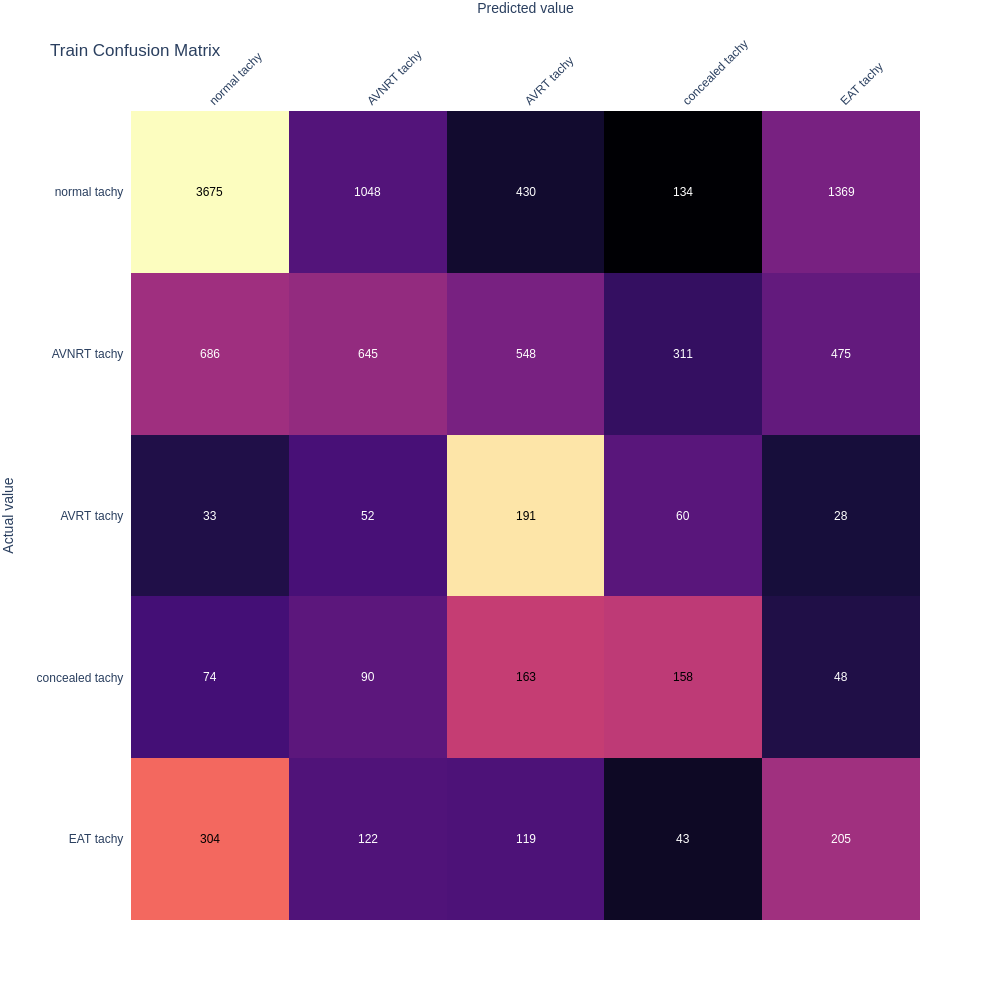 Predicted value
Train Confusion Matrix
normal tachy
AVNRT tachy
AVRT tachy
concealed tachy
EAT tachy
normal tachy 3675 1048 430 134 1369
AVNRT tachy 686 645 548 311 475
Actual value
AVRT tachy 33 52 191 60 28
concealed tachy 74 90 163 158 48
EAT tachy 304 122 119 43 205